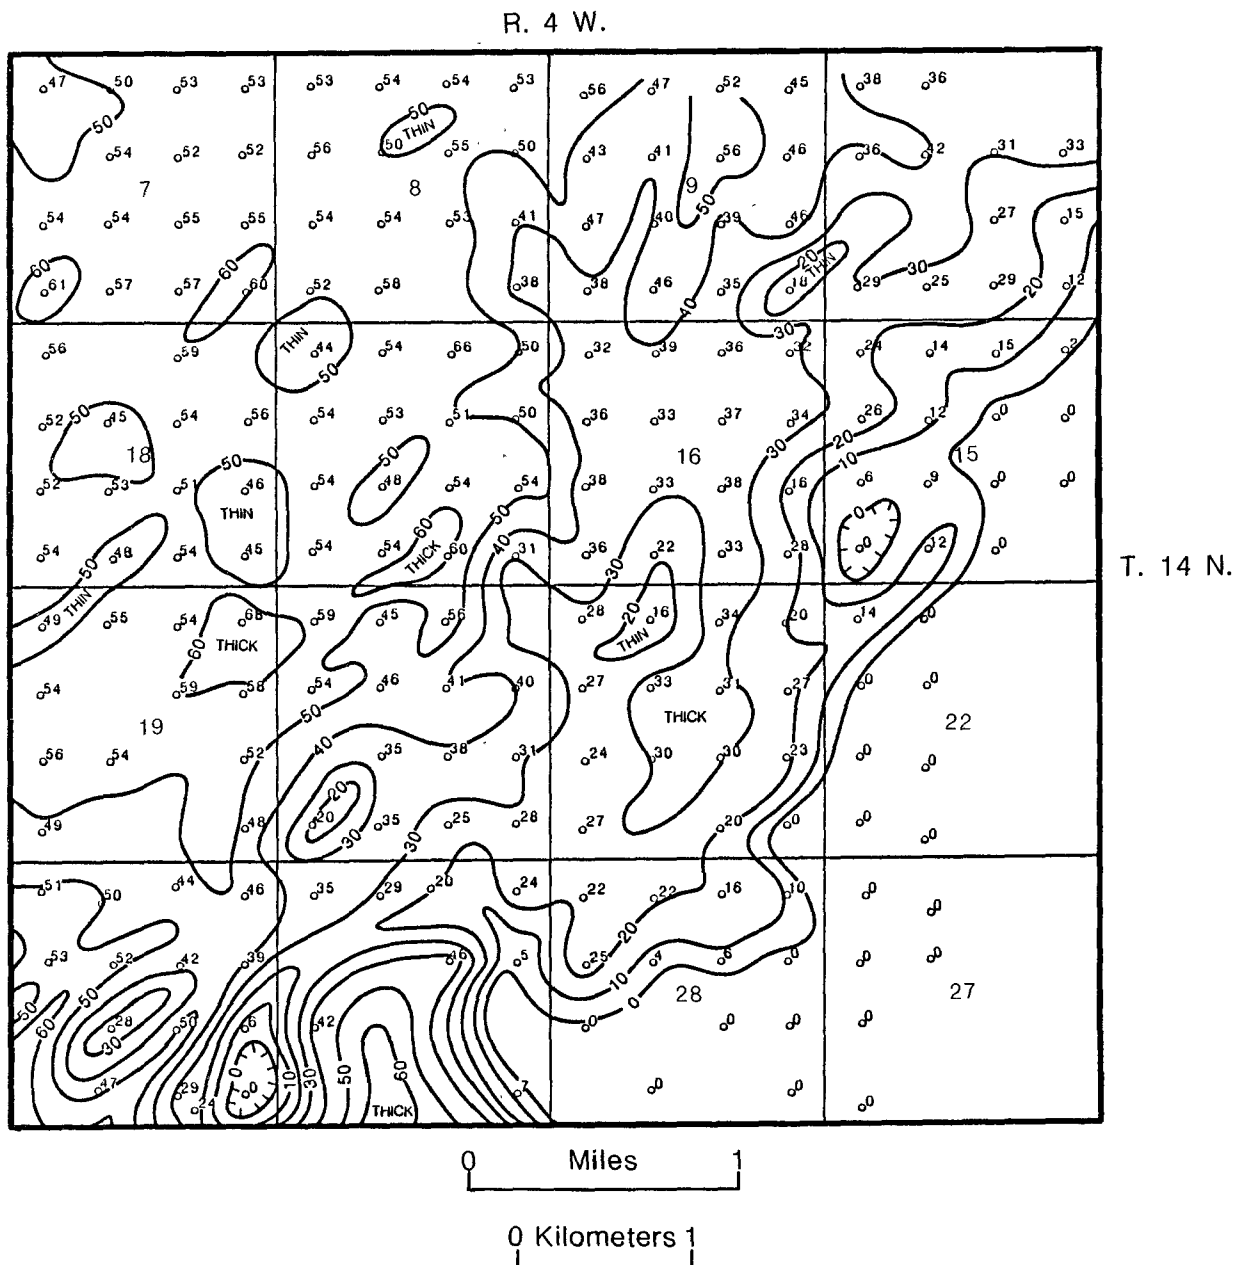 R. 4 W.
47 50 53 53 53 54 54 53 56 47 52 45 38 36
50 50 THIN
54 52 52 56 50 55 50 43 41 56 46 36 42 31 33
7 8 9
50
54 54 55 55 54 54 53 41 47 40 39 46 27 15
60 60 20 THIN 30
61 57 57 60 52 58 38 38 46 35 18 29 25 29 20 12
40
THIN 30
56 59 44 54 66 50 32 39 36 32 24 14 15 2
50
50
52 45 54 56 54 53 51 50 36 33 37 34 26 12 0 0
20
18 50 50 16 30 10 15
52 53 51 46 54 48 54 54 38 33 38 16 6 9 0 0
THIN 60 50 0
54 48 54 45 54 54 60 31 36 22 33 28 0 12 0
THICK 40
50 30 T. 14 N.
THIN 20
49 55 54 68 59 45 56 28 16 34 20 14 0
60 THICK THIN
54 59 58 54 46 41 40 27 33 31 27 0 0
50 THICK
19 22
40
56 54 52 35 38 31 24 30 30 23 0 0
20
49 48 20 35 25 28 27 20 0 0
30 30
51 50 44 46 35 29 20 24 22 22 16 10 0 0
20
53 52 42 39 46 5 25 4 6 0 0 0
50 50 10 28 27
0
60 28 50 6 42 0 0 0 0
30
0 10 30 50 60
47 29 0 7 0 0
24 THICK 0
0 Miles 1
0 Kilometers 1